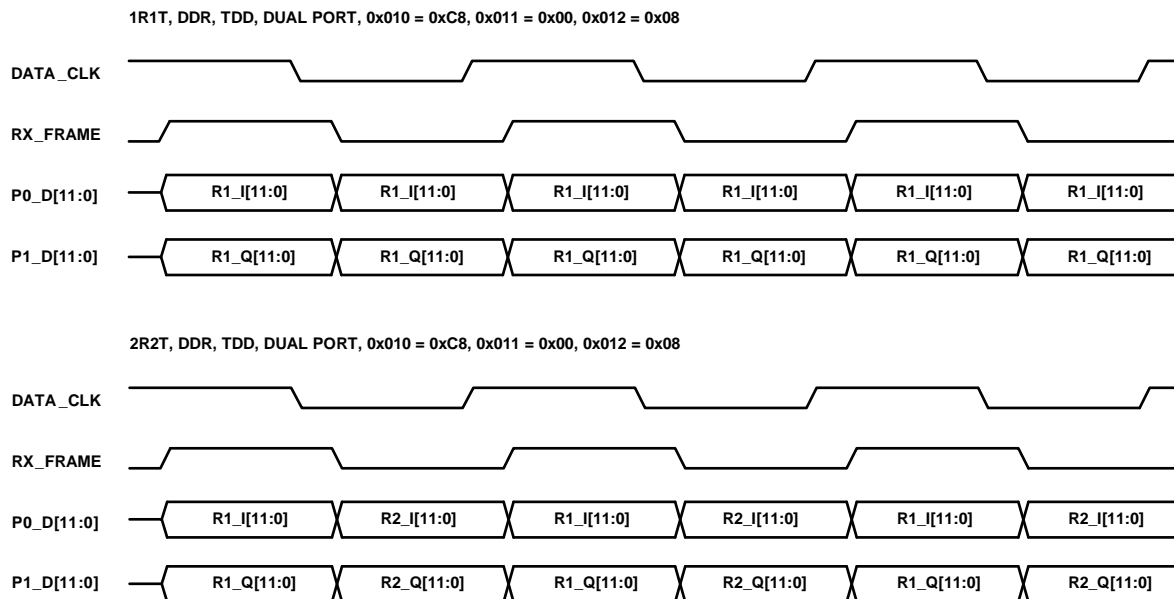 1R1T, DDR, TDD, DUAL PORT, 0x010 = 0xC8, 0x011 = 0x00, 0x012 = 0x08
DATA_CLK
RX_FRAME
P0_D[11:0] R1_I[11:0] R1_I[11:0] R1_I[11:0] R1_I[11:0] R1_I[11:0] R1_I[11:0]
P1_D[11:0] R1_Q[11:0] R1_Q[11:0] R1_Q[11:0] R1_Q[11:0] R1_Q[11:0] R1_Q[11:0]
2R2T, DDR, TDD, DUAL PORT, 0x010 = 0xC8, 0x011 = 0x00, 0x012 = 0x08
DATA_CLK
RX_FRAME
P0_D[11:0] R1_I[11:0] R2_I[11:0] R1_I[11:0] R2_I[11:0] R1_I[11:0] R2_I[11:0]
P1_D[11:0] R1_Q[11:0] R2_Q[11:0] R1_Q[11:0] R2_Q[11:0] R1_Q[11:0] R2_Q[11:0]